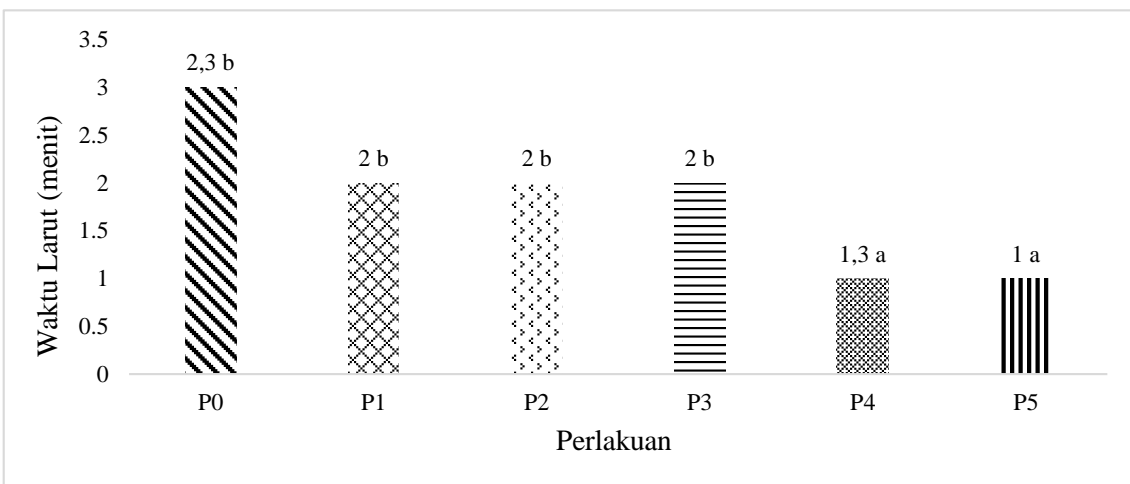 3.5
3
2.5
2
1.5
1
0.5
0
Waktu Larut (menit)
2,3 b
2 b
2 b
2 b
1,3 a
1 a
P0
P1
P2
P3
P4
P5
Perlakuan